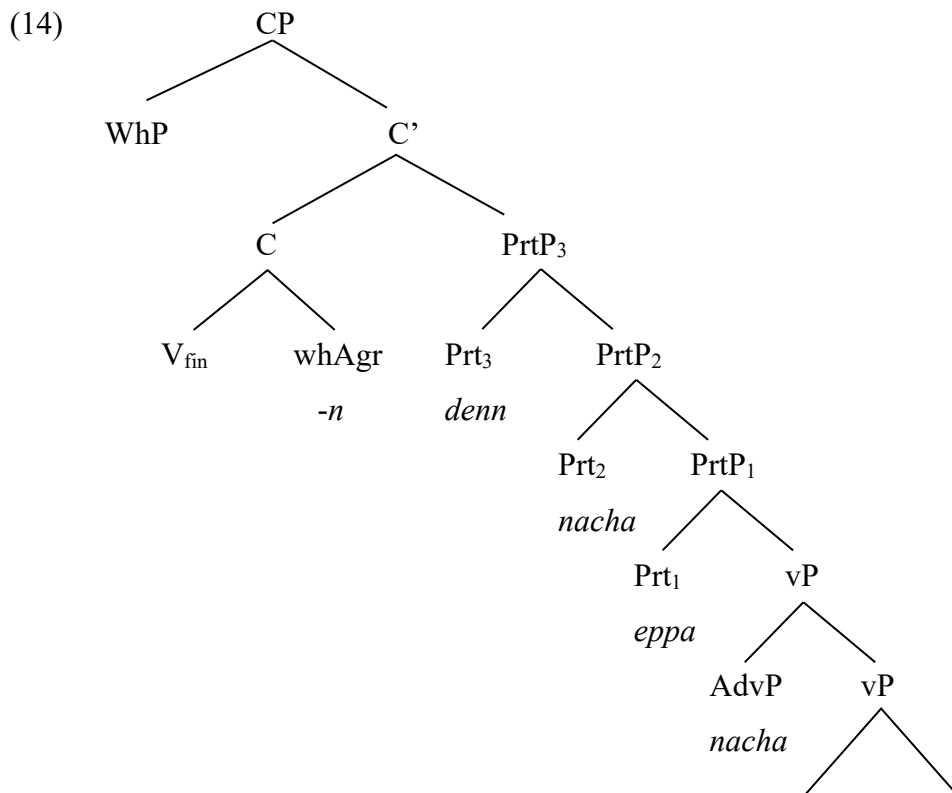 (14) CP
WhP C’
C PrtP₃
Vfin whAgr Prt₃ PrtP₂
-n denn
Prt₂ PrtP₁
nacha
Prt₁ vP
eppa
AdvP vP
nacha